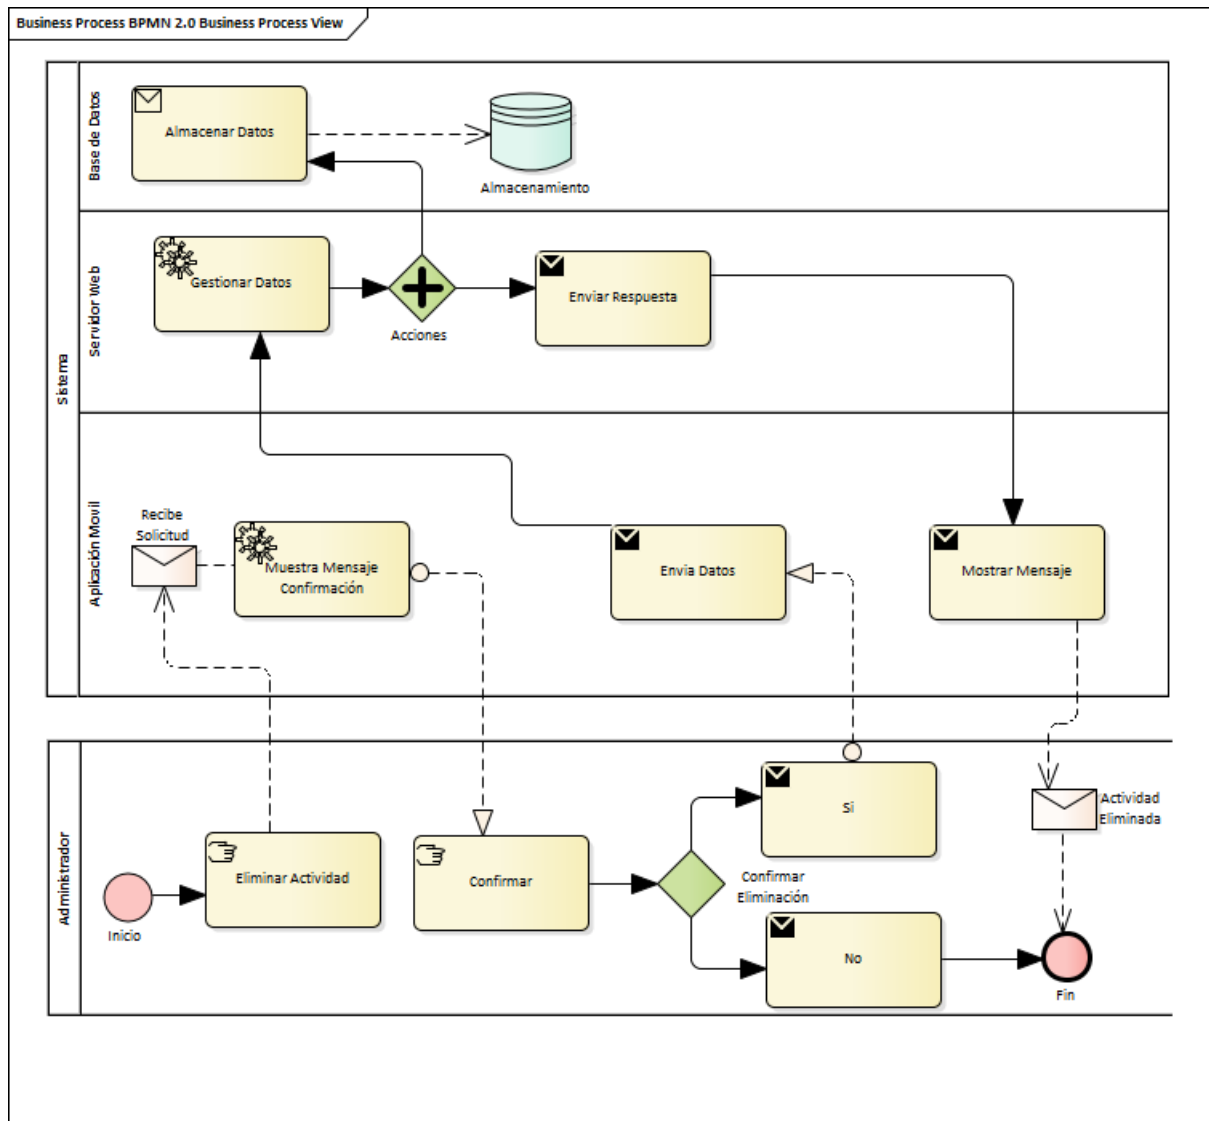 Business Process BPMN 2.0 Business Process View
Sistema
Base de Datos
Almacenar Datos
Almacenamiento
Servidor Web
Gestionar Datos
Acciones
Enviar Respuesta
Aplicación Movil
Recibe
Solicitud
Muestra Mensaje
Confirmación
Envia Datos
Mostrar Mensaje
Administrador
Inicio
Eliminar Actividad
Confirmar
Confirmar
Eliminación
Si
No
Actividad
Eliminada
Fin